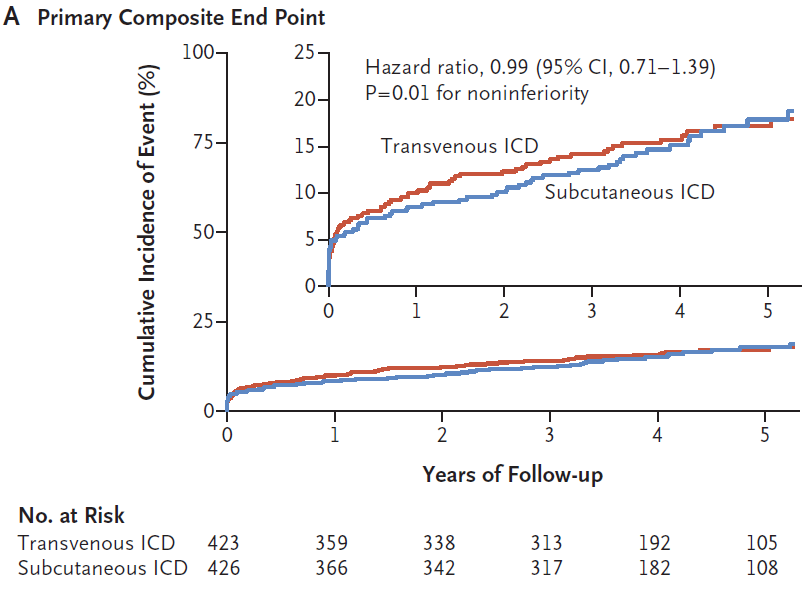 A Primary Composite End Point
Cumulative Incidence of Event (%)
100
75
50
25
0
25
20
15
10
5
0
Hazard ratio, 0.99 (95% CI, 0.71–1.39)
P=0.01 for noninferiority
Transvenous ICD
Subcutaneous ICD
0 1 2 3 4 5
0 1 2 3 4 5
Years of Follow-up
No. at Risk
Transvenous ICD 423 359 338 313 192 105
Subcutaneous ICD 426 366 342 317 182 108